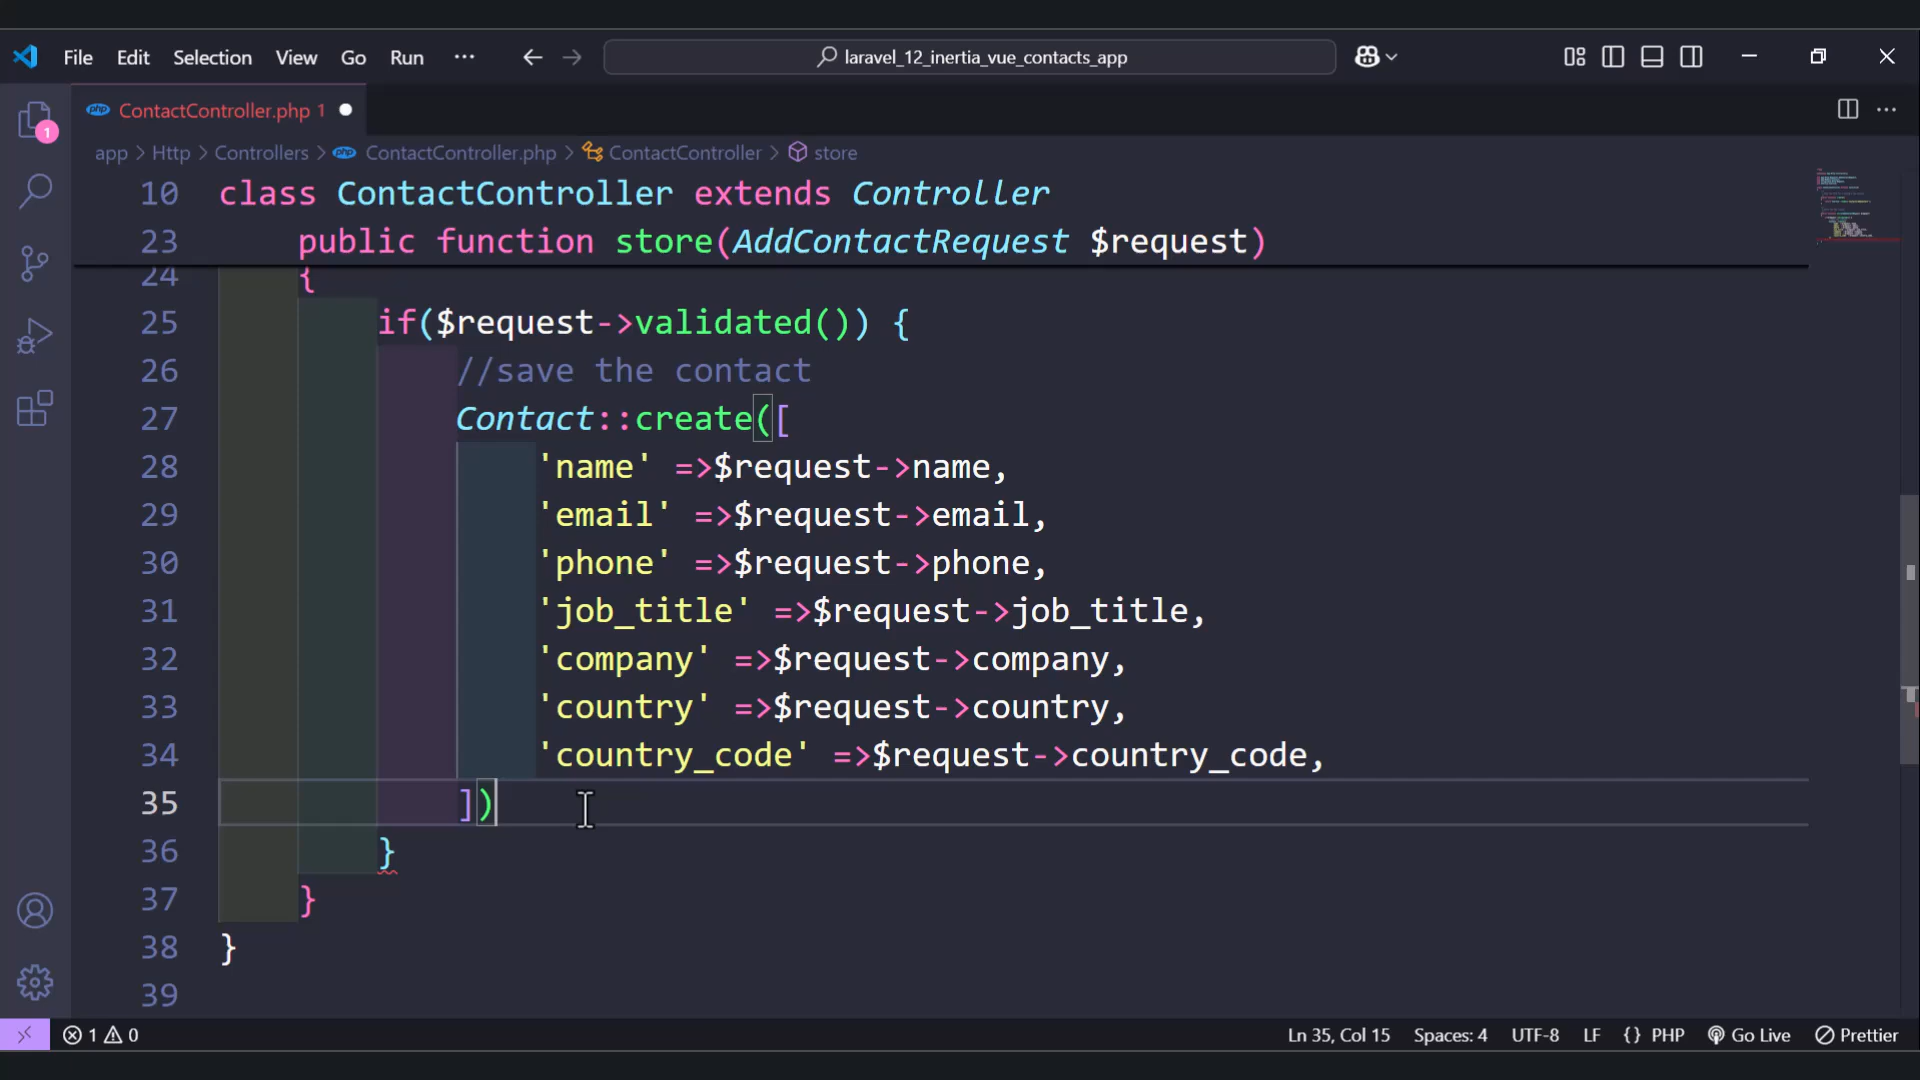 File Edit Selection View Go Run ··· laravel_12_inertia_vue_contacts_app
ContactController.php 1
app > Http > Controllers > ContactController.php > ContactController > store
10 class ContactController extends Controller
23 public function store(AddContactRequest $request)
24 {
25 if($request->validated()) {
26 //save the contact
27 Contact::create([
28 'name' =>$request->name,
29 'email' =>$request->email,
30 'phone' =>$request->phone,
31 'job_title' =>$request->job_title,
32 'company' =>$request->company,
33 'country' =>$request->country,
34 'country_code' =>$request->country_code,
35 ])
36 }
37 }
38 }
39
1
1 0 Ln 35, Col 15 Spaces: 4 UTF-8 LF {} PHP Go Live Prettier